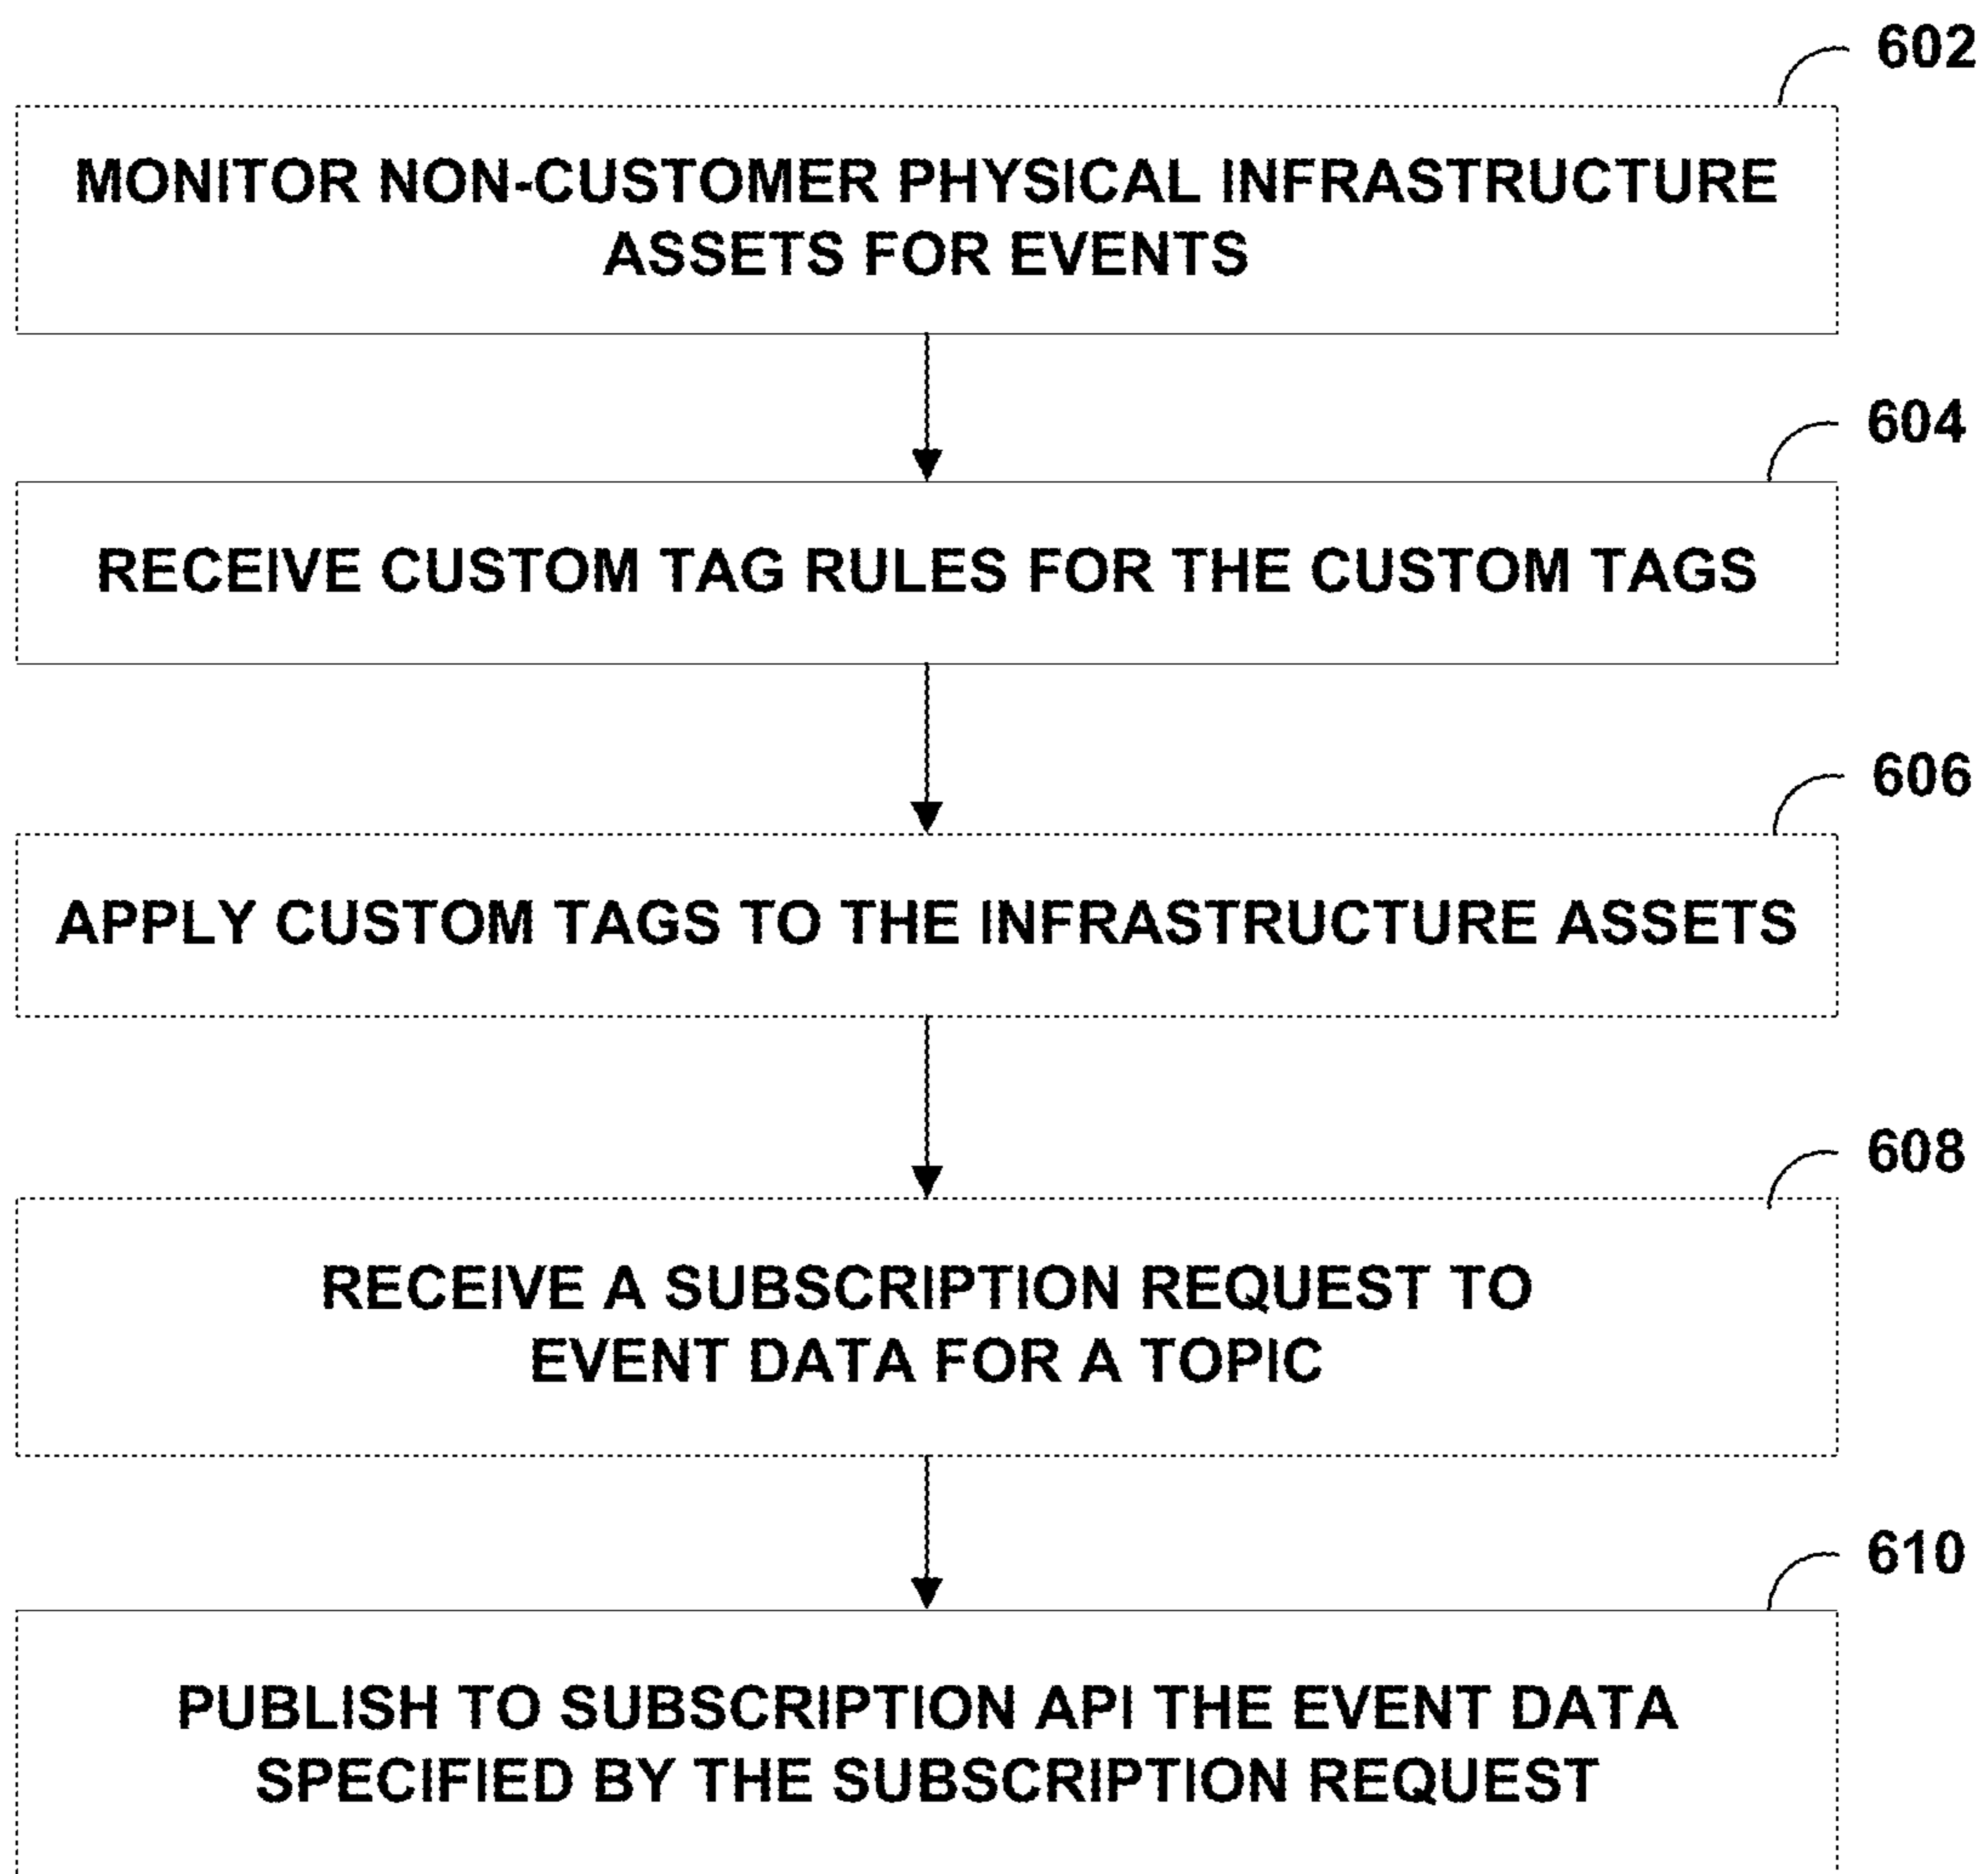 602
MONITOR NON-CUSTOMER PHYSICAL INFRASTRUCTURE
ASSETS FOR EVENTS
604
RECEIVE CUSTOM TAG RULES FOR THE CUSTOM TAGS
606
APPLY CUSTOM TAGS TO THE INFRASTRUCTURE ASSETS
608
RECEIVE A SUBSCRIPTION REQUEST TO
EVENT DATA FOR A TOPIC
610
PUBLISH TO SUBSCRIPTION API THE EVENT DATA
SPECIFIED BY THE SUBSCRIPTION REQUEST